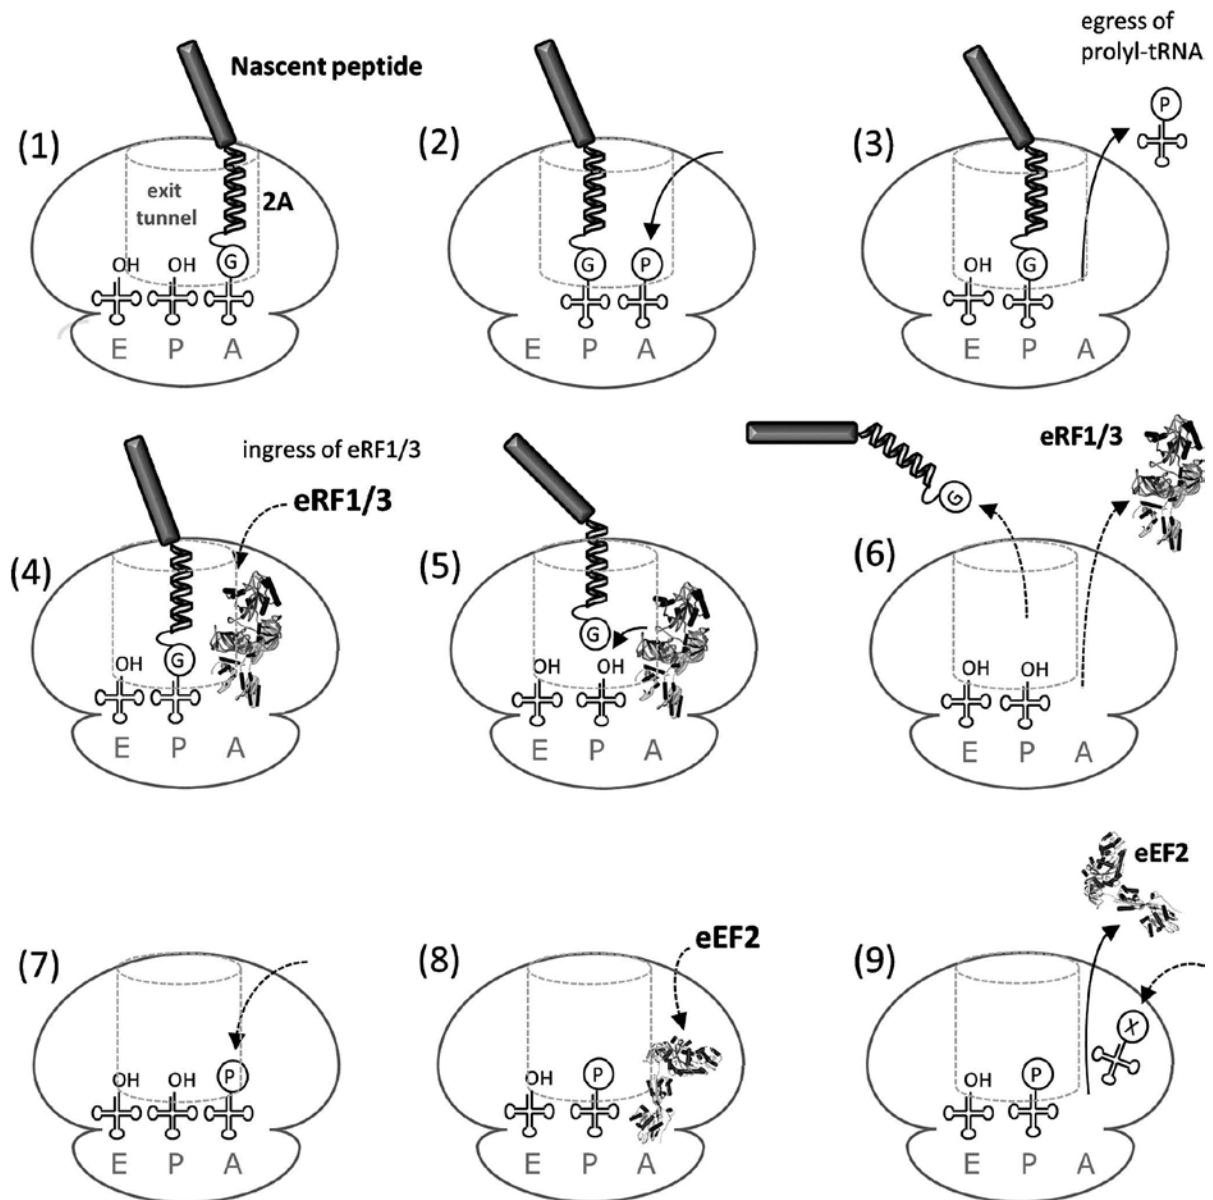 (1)
Nascent peptide
exit
tunnel
2A
G
OH OH
E P A
(2)
G P
E P A
(3)
egress of
prolyl-tRNA
P
G
OH
E P A
(4)
ingress of eRF1/3
eRF1/3
G
OH
E P A
(5)
G
OH OH
E P A
(6)
eRF1/3
G
OH OH
E P A
(7)
P
OH OH
E P A
(8)
eEF2
P
OH
E P A
(9)
eEF2
X
P
OH
E P A